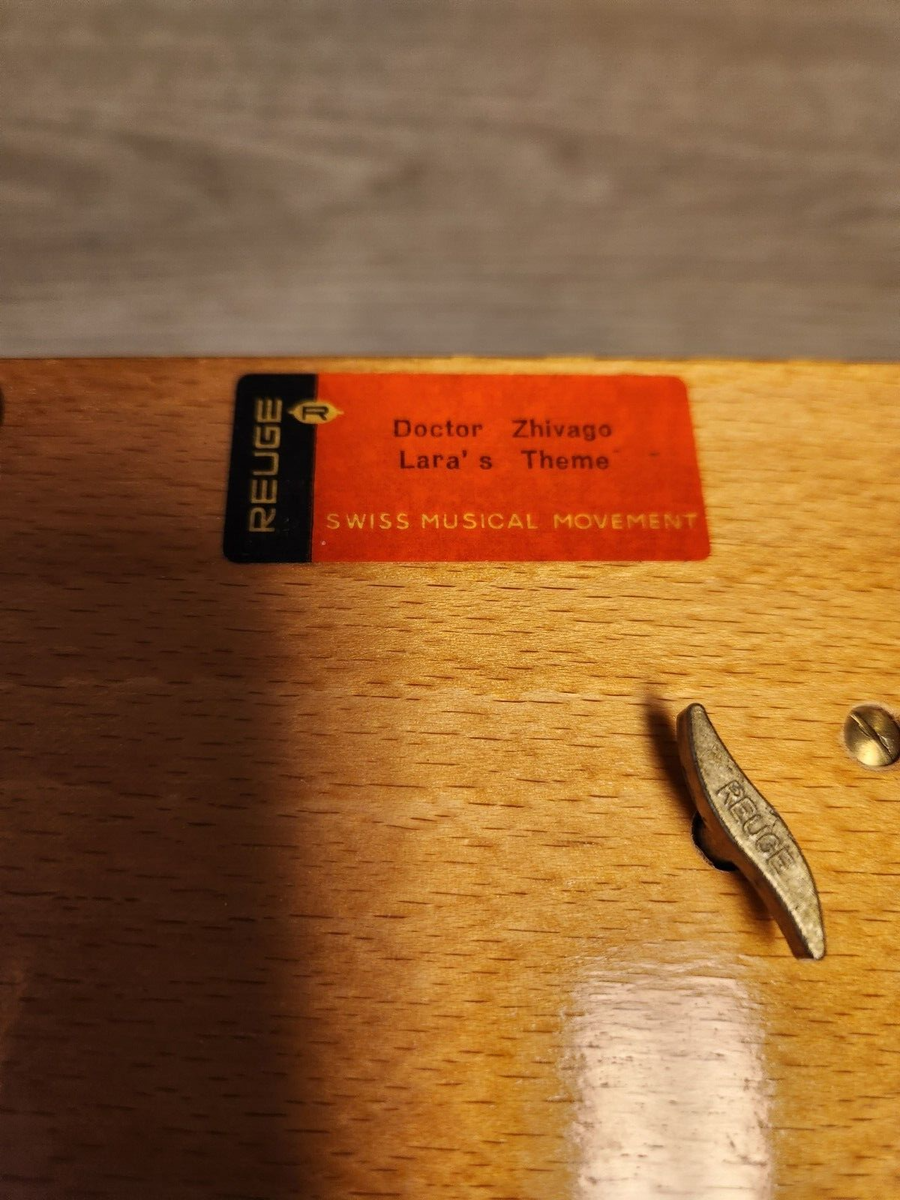 REUGE
R
Doctor Zhivago
Lara's Theme
SWISS MUSICAL MOVEMENT
REUGE